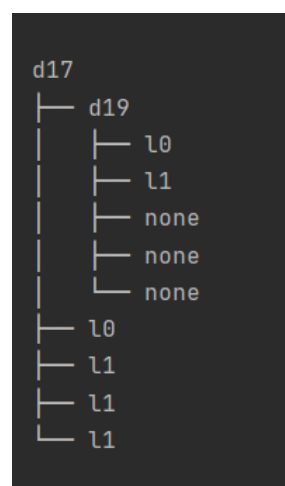 d17
├── d19
│   ├── l0
│   ├── l1
│   ├── none
│   ├── none
│   └── none
├── l0
├── l1
├── l1
└── l1